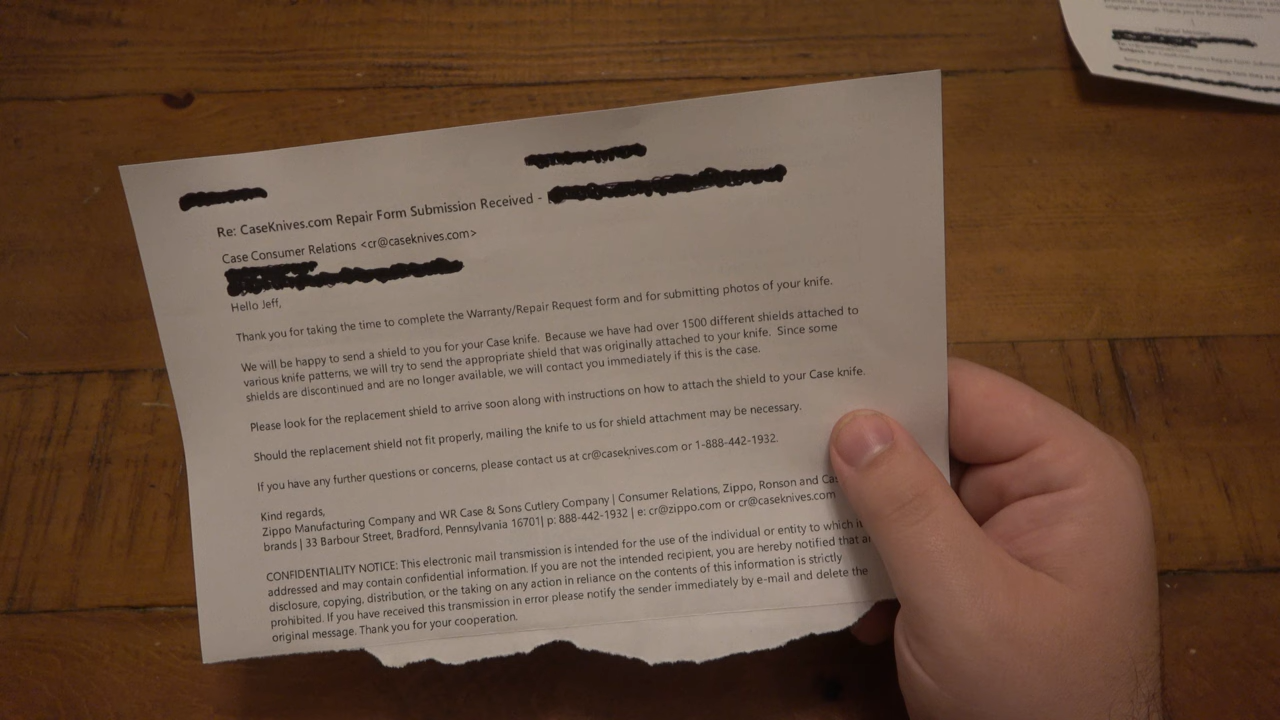 Re: CaseKnives.com Repair Form Submission Received -
Case Consumer Relations <cr@caseknives.com>
Hello Jeff,
Thank you for taking the time to complete the Warranty/Repair Request form and for submitting photos of your knife.
We will be happy to send a shield to you for your Case knife. Because we have had over 1500 different shields attached to
various knife patterns, we will try to send the appropriate shield that was originally attached to your knife. Since some
shields are discontinued and are no longer available, we will contact you immediately if this is the case.
Please look for the replacement shield to arrive soon along with instructions on how to attach the shield to your Case knife.
Should the replacement shield not fit properly, mailing the knife to us for shield attachment may be necessary.
If you have any further questions or concerns, please contact us at cr@caseknives.com or 1-888-442-1932.
Kind regards,
Zippo Manufacturing Company and WR Case & Sons Cutlery Company | Consumer Relations, Zippo, Ronson and
brands | 33 Barbour Street, Bradford, Pennsylvania 16701| p: 888-442-1932 | e: cr@zippo.com or cr@caseknives.com
CONFIDENTIALITY NOTICE: This electronic mail transmission is intended for the use of the individual or entity to which
addressed and may contain confidential information. If you are not the intended recipient, you are hereby notified that
disclosure, copying, distribution, or the taking on any action in reliance on the contents of this information is strictly
prohibited. If you have received this transmission in error please notify the sender immediately by e-mail and delete the
original message. Thank you for your cooperation.